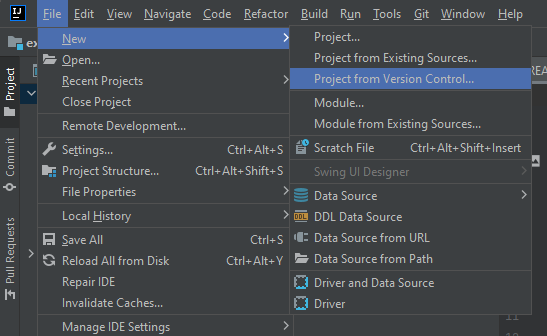 IJ File Edit View Navigate Code Refactor Build Run Tools Git Window Help
ex
Project
Commit
Pull Requests
New
Open...
Recent Projects
Close Project
Remote Development...
Settings... Ctrl+Alt+S
Project Structure... Ctrl+Alt+Shift+S
File Properties
Local History
Save All Ctrl+S
Reload All from Disk Ctrl+Alt+Y
Repair IDE
Invalidate Caches...
Manage IDE Settings
Project...
Project from Existing Sources...
Project from Version Control...
Module...
Module from Existing Sources...
Scratch File Ctrl+Alt+Shift+Insert
Swing UI Designer
Data Source
DDL DDL Data Source
Data Source from URL
Data Source from Path
Driver and Data Source
Driver
REA
11